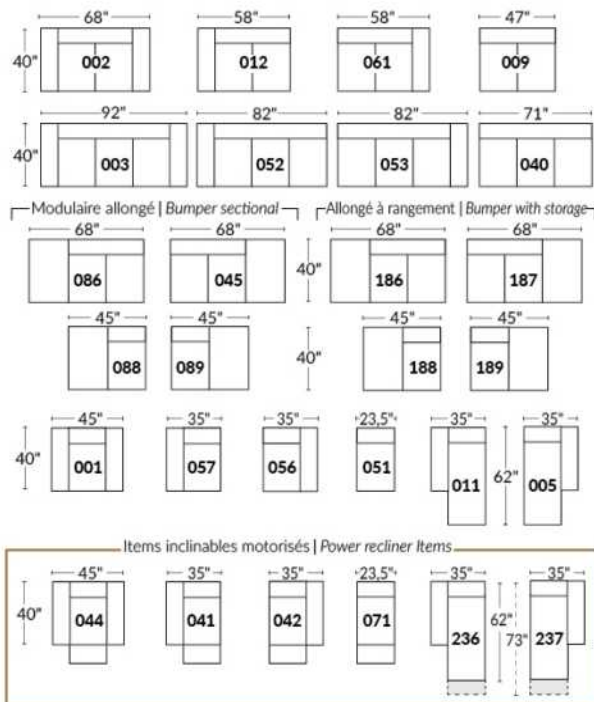 68" 58" 58" 47"
40" 002 012 061 009
92" 82" 82" 71"
40" 003 052 053 040
Modulaire allongé | Bumper sectional Allongé à rangement | Bumper with storage
68" 68" 68" 68"
086 045 40" 186 187
45" 45" 45" 45"
088 089 40" 188 189
45" 35" 35" 23,5" 35" 35"
40" 001 057 056 051 011 62" 005
Items inclinables motorisés | Power recliner Items
45" 35" 35" 23,5" 35" 35"
40" 044 041 042 071 236 62" 73" 237